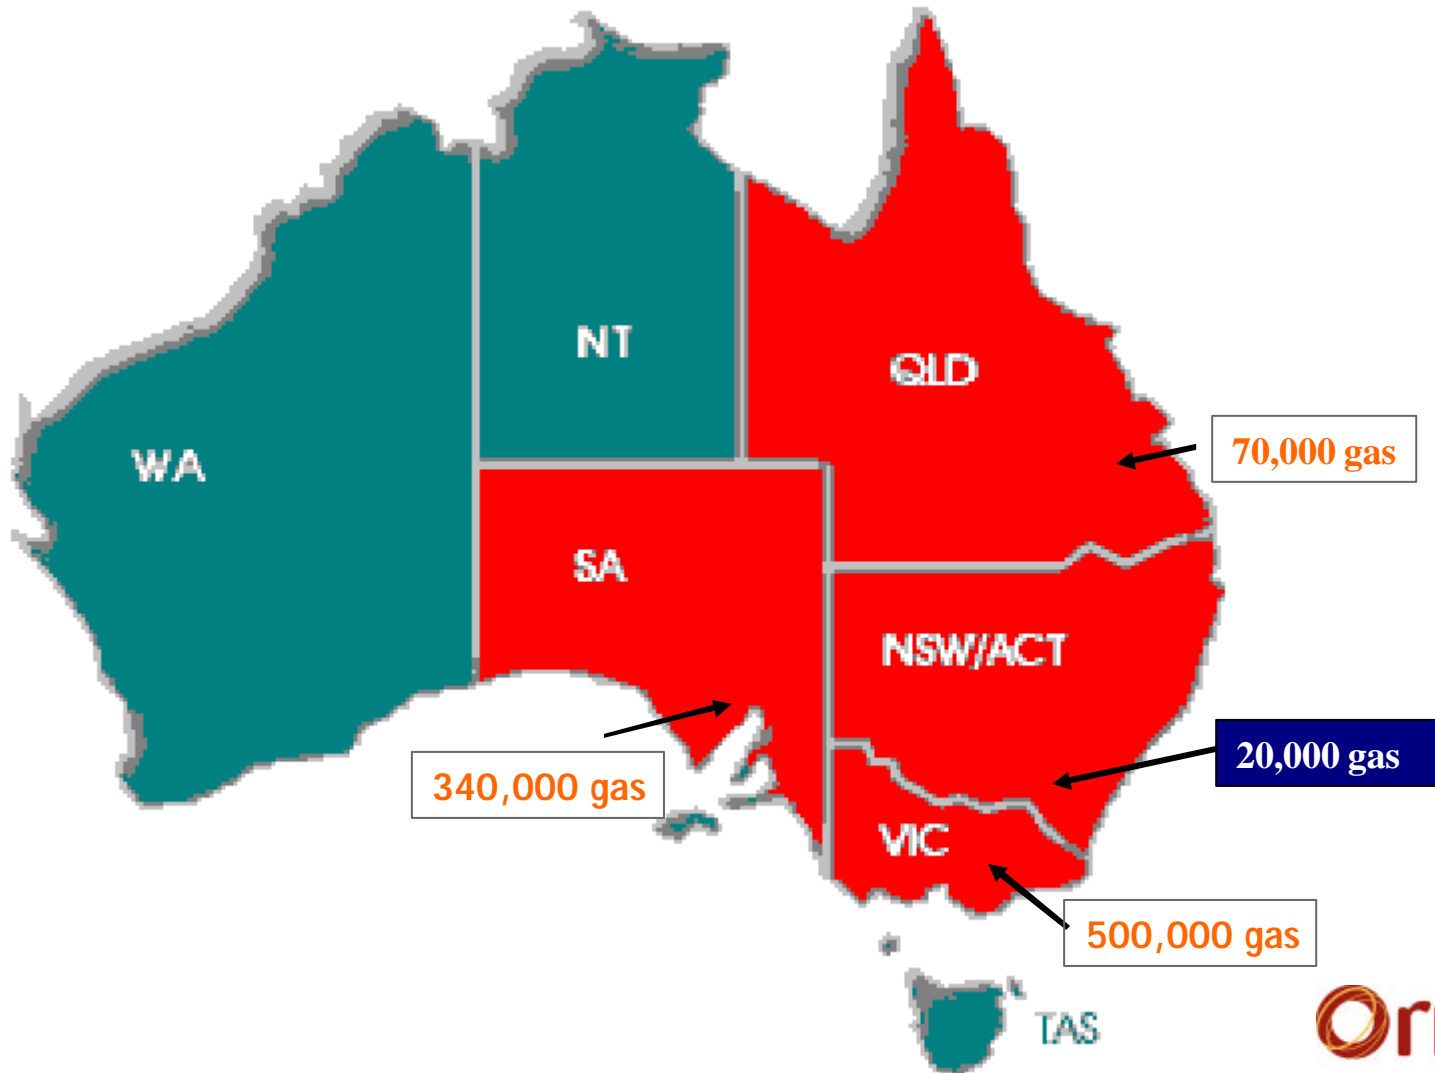 NT
QLD
70,000 gas
WA
SA
NSW/ACT
20,000 gas
340,000 gas
VIC
500,000 gas
TAS